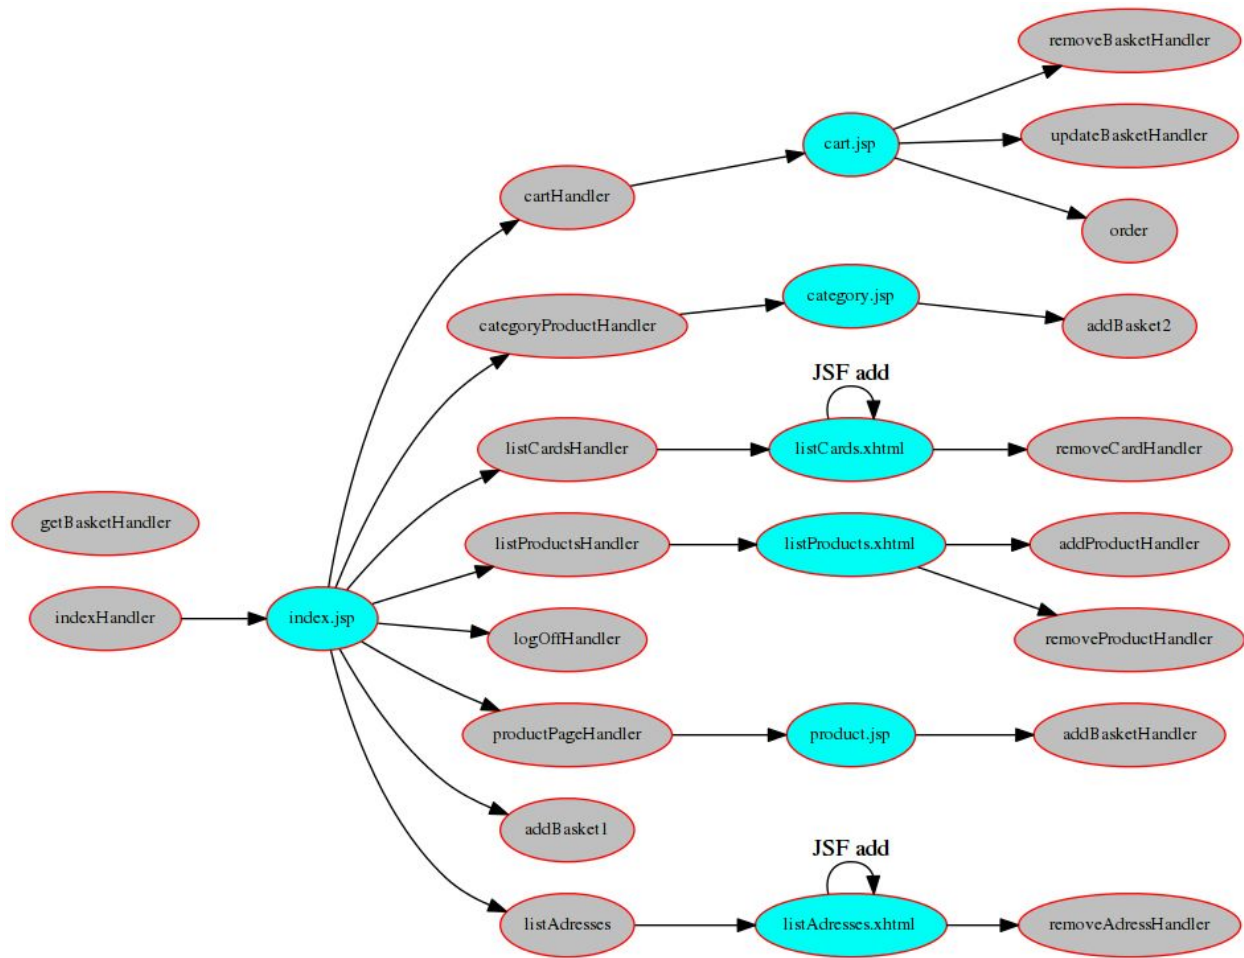 removeBasketHandler
cart.jsp
updateBasketHandler
cartHandler
order
category.jsp
categoryProductHandler
addBasket2
JSF add
listCardsHandler
listCards.xhtml
removeCardHandler
getBasketHandler
listProductsHandler
listProducts.xhtml
addProductHandler
indexHandler
index.jsp
logOffHandler
removeProductHandler
productPageHandler
product.jsp
addBasketHandler
addBasket1
JSF add
listAdresses
listAdresses.xhtml
removeAdressHandler